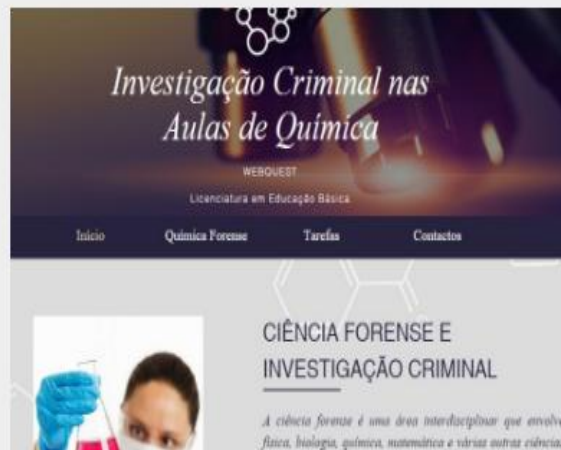 Investigação Criminal nas
Aulas de Química
WEBQUEST
Licenciatura em Educação Básica
Início Química Forense Tarefas Contactos
CIÊNCIA FORENSE E
INVESTIGAÇÃO CRIMINAL
A ciência forense é uma área interdisciplinar que envolve
física, biologia, química, matemática e várias outras ciências